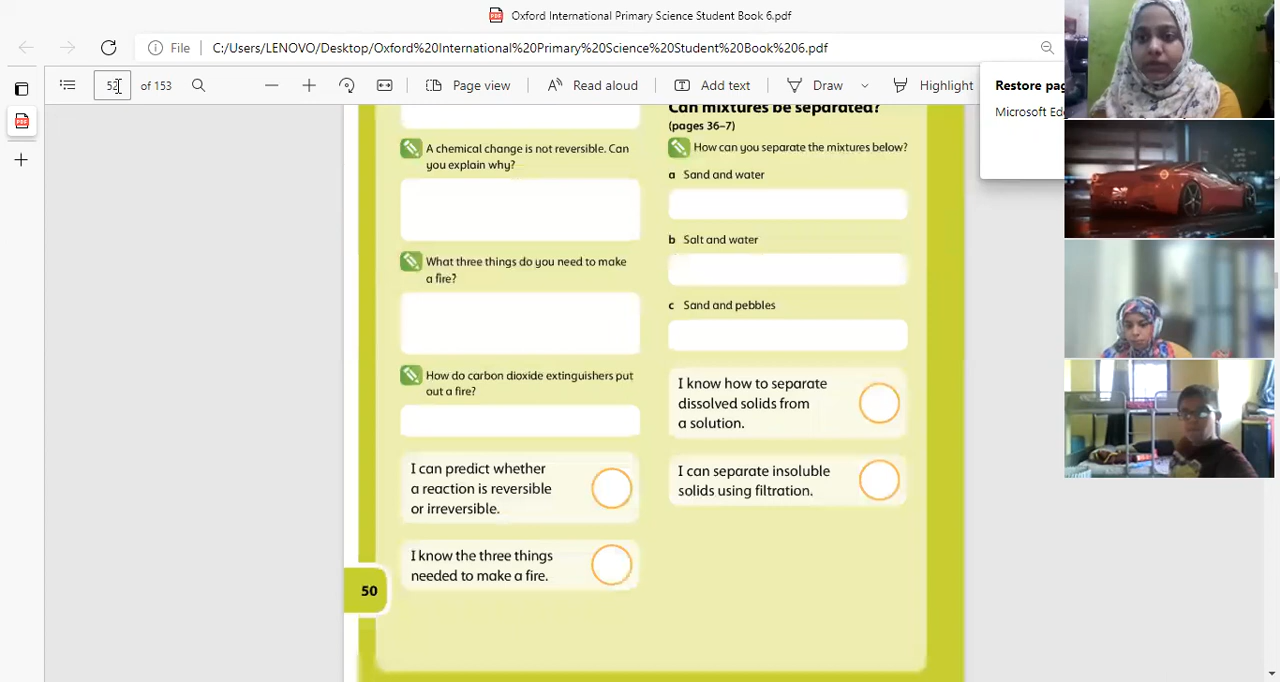 Oxford International Primary Science Student Book 6.pdf
File
C:/Users/LENOVO/Desktop/Oxford%20International%20Primary%20Science%20Student%20Book%206.pdf
52
of 153
Page view
Read aloud
Add text
Draw
Highlight
Restore pag
Microsoft Ed
A chemical change is not reversible. Can
you explain why?
What three things do you need to make
a fire?
How do carbon dioxide extinguishers put
out a fire?
I can predict whether
a reaction is reversible
or irreversible.
I know the three things
needed to make a fire.
50
Can mixtures be separated?
(pages 36–7)
How can you separate the mixtures below?
a Sand and water
b Salt and water
c Sand and pebbles
I know how to separate
dissolved solids from
a solution.
I can separate insoluble
solids using filtration.